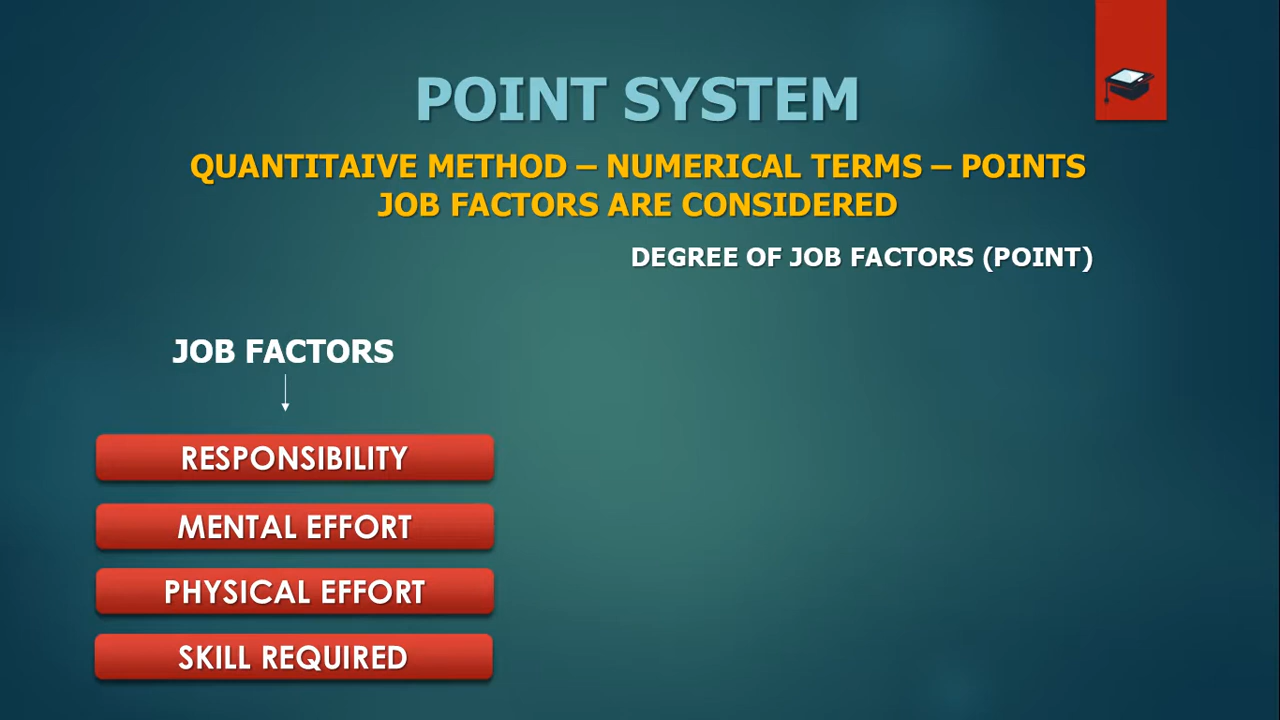 POINT SYSTEM
QUANTITAIVE METHOD – NUMERICAL TERMS – POINTS
JOB FACTORS ARE CONSIDERED
DEGREE OF JOB FACTORS (POINT)
JOB FACTORS
RESPONSIBILITY
MENTAL EFFORT
PHYSICAL EFFORT
SKILL REQUIRED